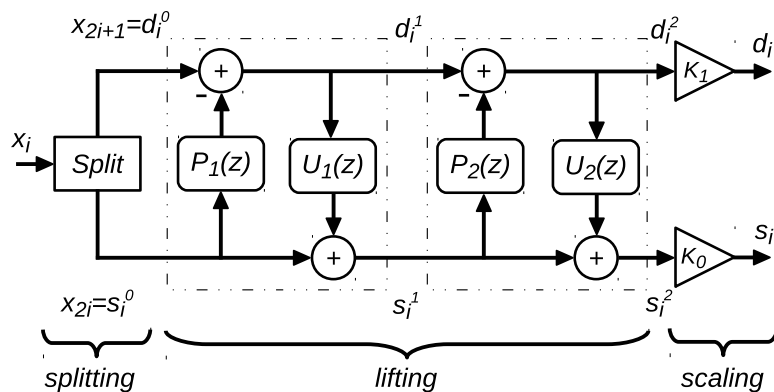 x₂ᵢ₊₁=dᵢ⁰
dᵢ¹
dᵢ²
K₁
dᵢ
+
−
+
−
xᵢ
Split
P₁(z)
U₁(z)
P₂(z)
U₂(z)
+
+
K₀
sᵢ
x₂ᵢ=sᵢ⁰
sᵢ¹
sᵢ²
splitting
lifting
scaling